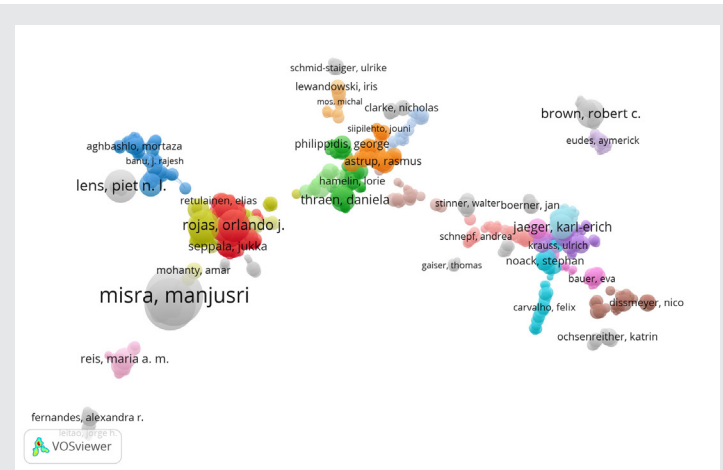 schmid-staiger, ulrike
lewandowski, iris
mos, michal
clarke, nicholas
brown, robert c.
siipilehto, jouni
eudes, aymerick
aghbashlo, mortaza
philippidis, george
banu, j. rajesh
astrup, rasmus
lens, piet n. l.
hamelin, lorie
retulainen, elias
thraen, daniela
stinner, walter
boerner, jan
rojas, orlando j.
jaeger, karl-erich
schnepf, andrea
seppala, jukka
krauss, ulrich
noack, stephan
mohanty, amar
gaiser, thomas
bauer, eva
misra, manjusri
dissmeyer, nico
carvalho, felix
ochsenreither, katrin
reis, maria a. m.
fernandes, alexandra r.
leitao, jorge h.
VOSviewer